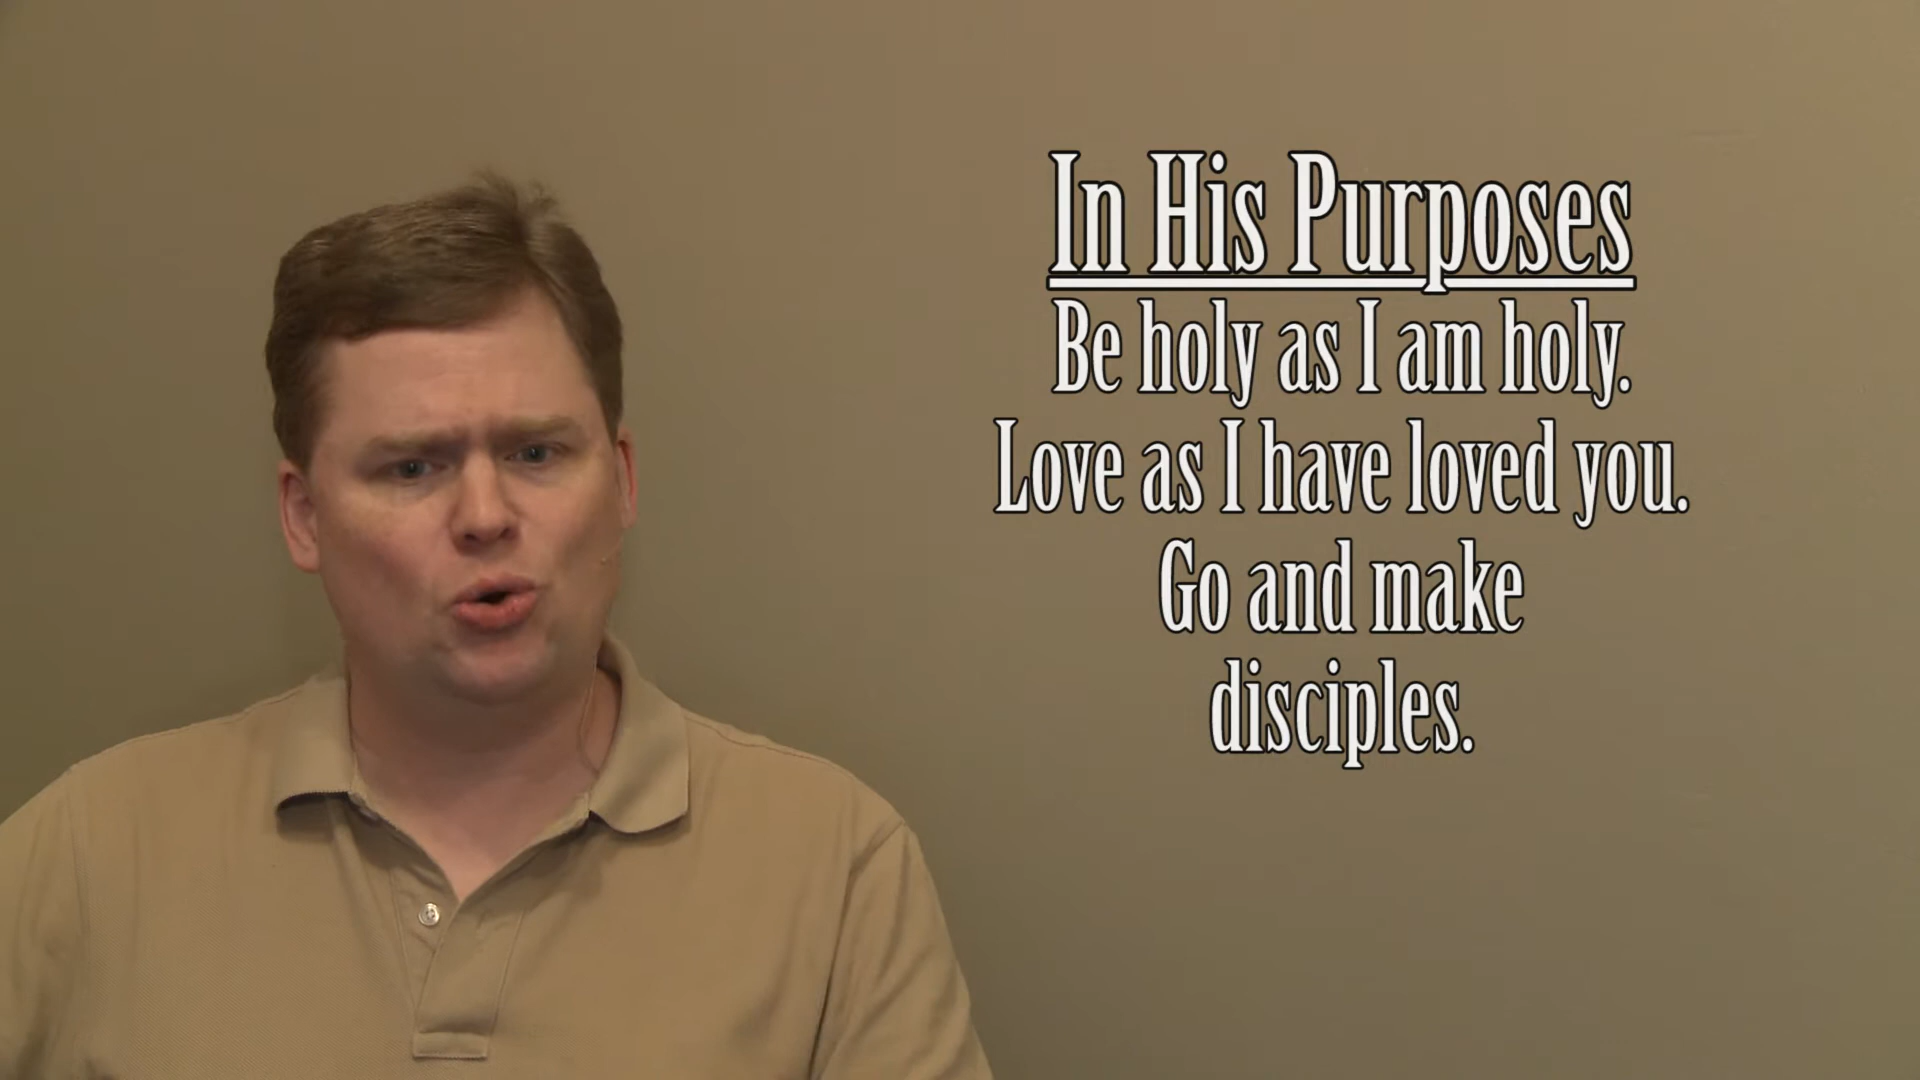 In His Purposes
Be holy as I am holy.
Love as I have loved you.
Go and make
disciples.